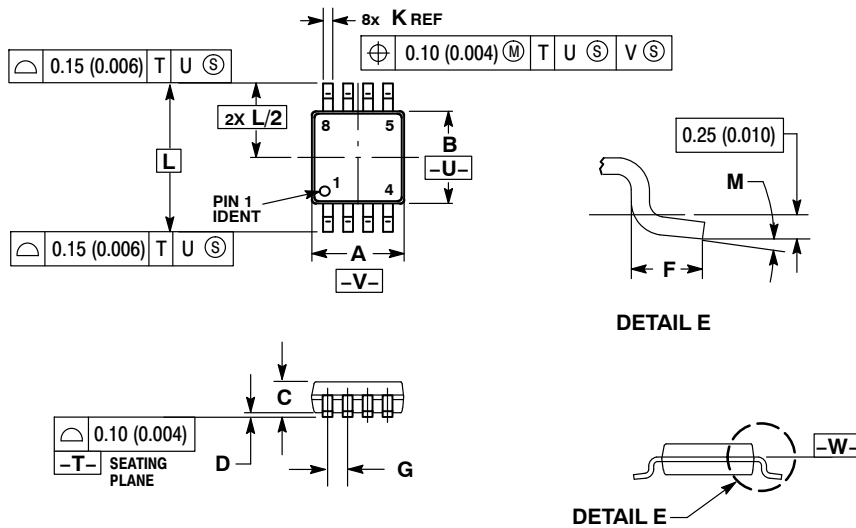 8x K REF
0.10 (0.004) Ⓜ T U Ⓢ V Ⓢ
0.15 (0.006) T U Ⓢ
2X L/2
L
8 5
B
–U–
1 4
PIN 1
IDENT
0.15 (0.006) T U Ⓢ
A
–V–
0.25 (0.010)
M
F
DETAIL E
C
0.10 (0.004)
–T– SEATING
PLANE
D
G
–W–
DETAIL E